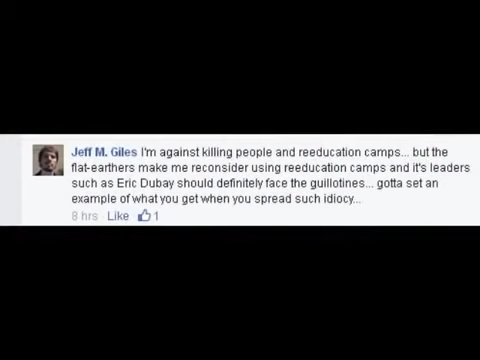 Jeff M. Giles I'm against killing people and reeducation camps... but the
flat-earthers make me reconsider using reeducation camps and it's leaders
such as Eric Dubay should definitely face the guillotines... gotta set an
example of what you get when you spread such idiocy...
8 hrs Like 1